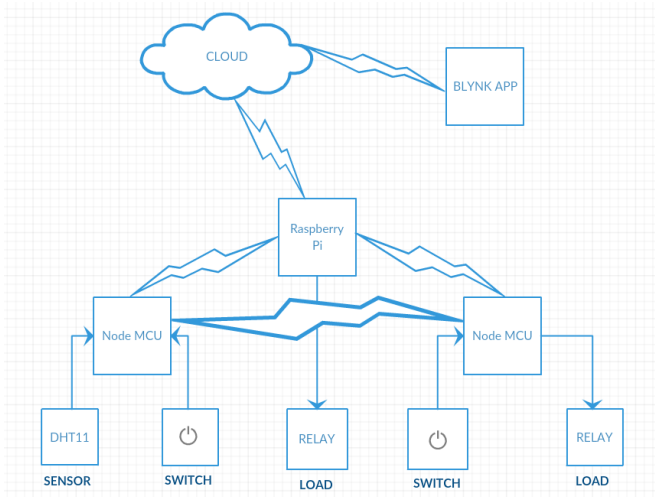 CLOUD
BLYNK APP
Raspberry
Pi
Node MCU
Node MCU
DHT11
RELAY
RELAY
SENSOR
SWITCH
LOAD
SWITCH
LOAD